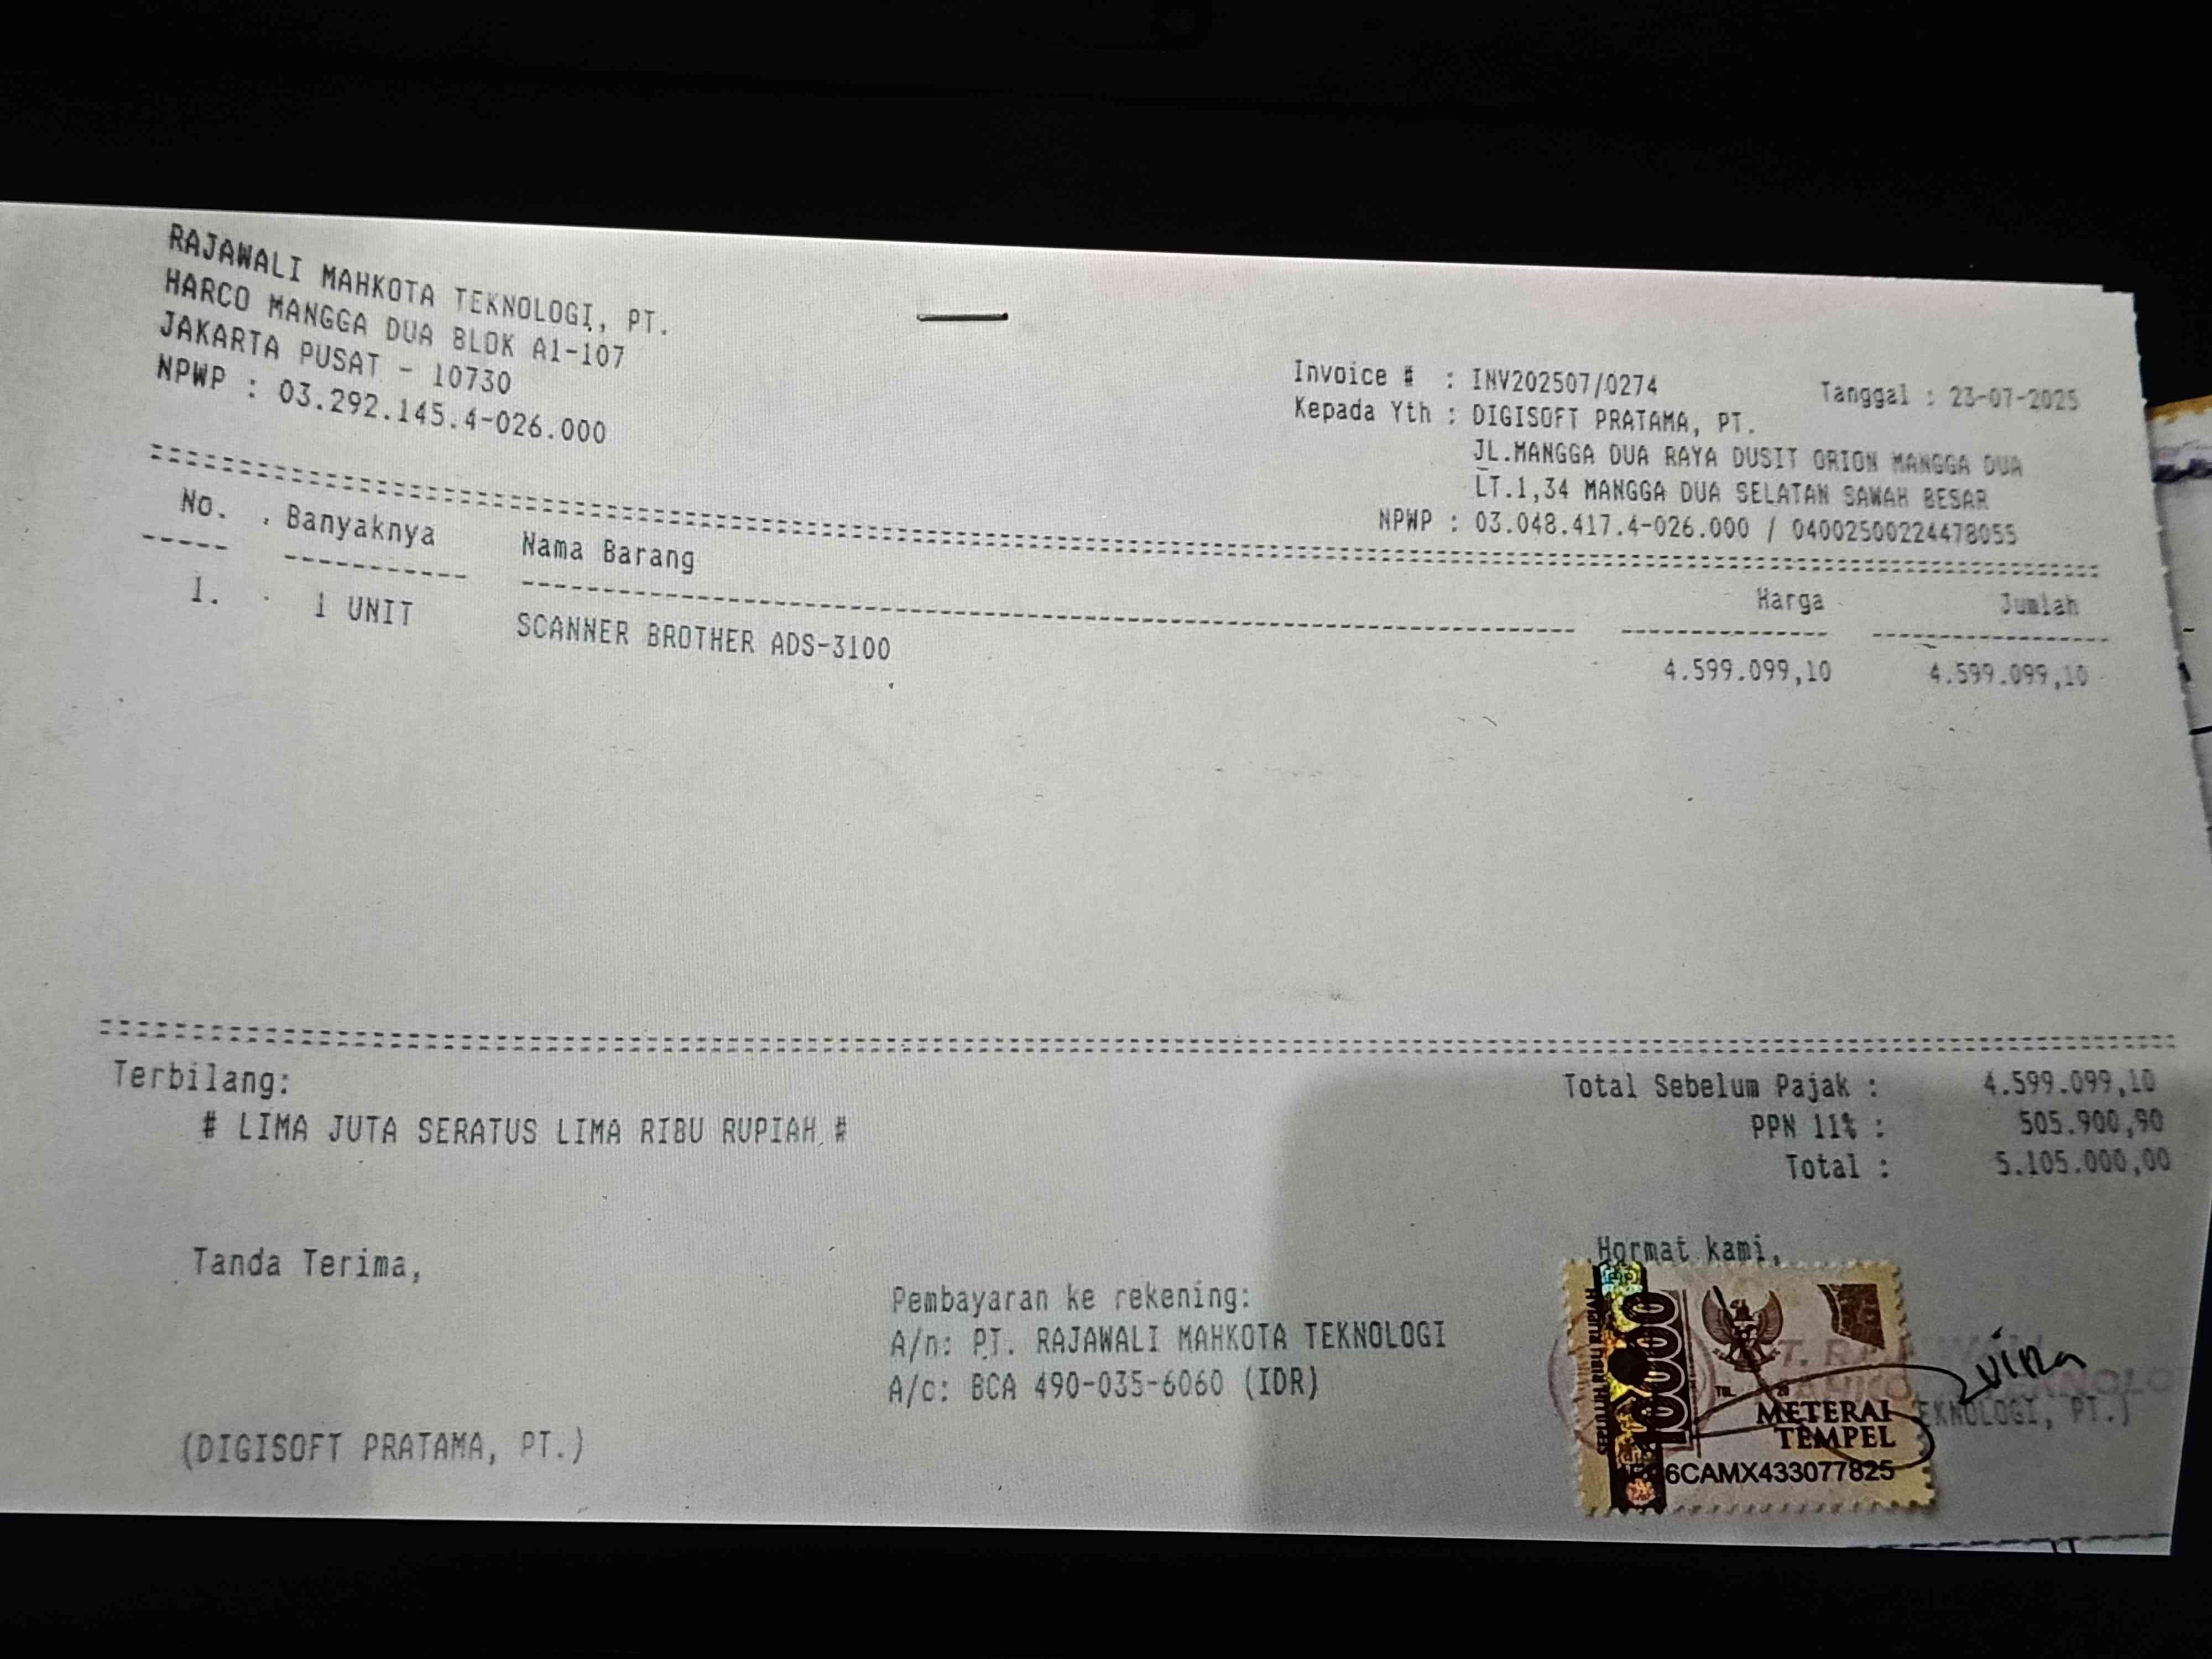 RAJAWALI MAHKOTA TEKNOLOGI, PT.
HARCO MANGGA DUA BLOK A1-107
JAKARTA PUSAT - 10730
NPWP : 03.292.145.4-026.000
Invoice # : INV202507/0274 Tanggal : 23-07-2025
Kepada Yth : DIGISOFT PRATAMA, PT.
JL.MANGGA DUA RAYA DUSIT ORION MANGGA DUA
LT.1,34 MANGGA DUA SELATAN SAWAH BESAR
NPWP : 03.048.417.4-026.000 / 04002500224478055
No. Banyaknya Nama Barang Harga Jumlah
1. 1 UNIT SCANNER BROTHER ADS-3100 4.599.099,10 4.599.099,10
Terbilang:
# LIMA JUTA SERATUS LIMA RIBU RUPIAH #
Total Sebelum Pajak : 4.599.099,10
PPN 11% : 505.900,90
Total : 5.105.000,00
Tanda Terima,
(DIGISOFT PRATAMA, PT.)
Pembayaran ke rekening:
A/n: PT. RAJAWALI MAHKOTA TEKNOLOGI
A/c: BCA 490-035-6060 (IDR)
Hormat kami,
10000
TGL. 20
METERAI
TEMPEL
6CAMX433077825
EKNOLOGI, PT.)